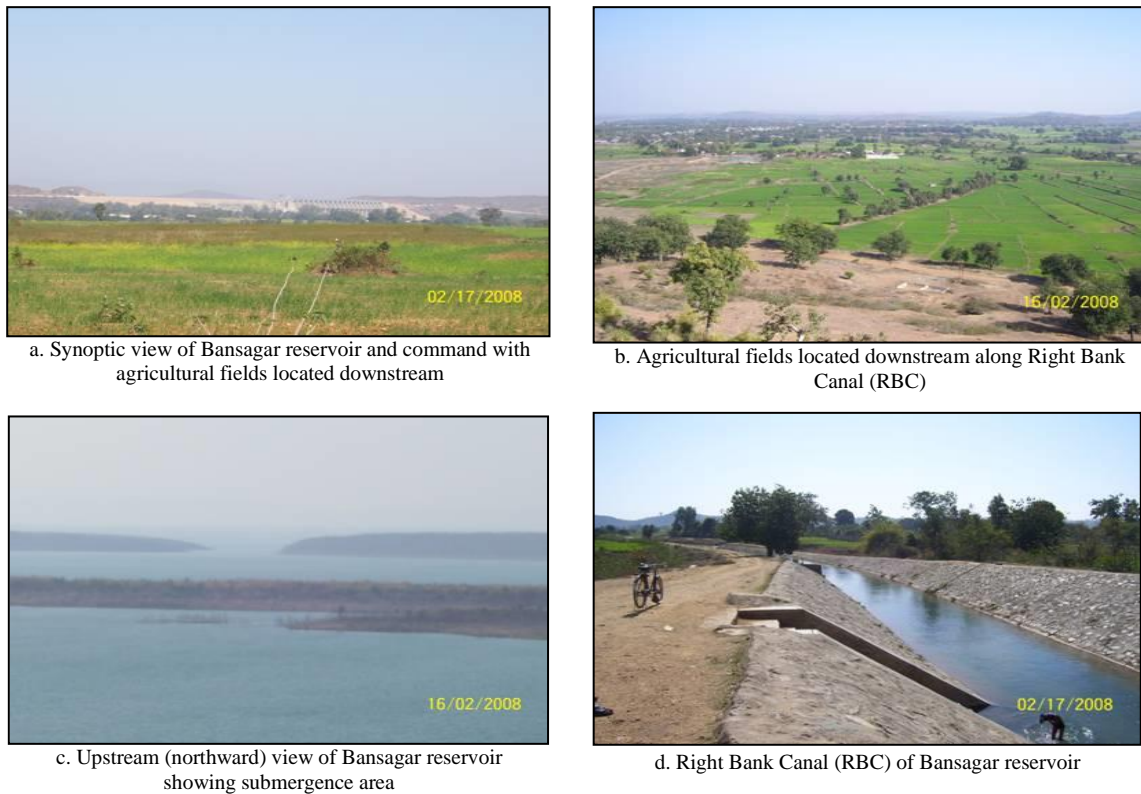 02/17/2008
16/02/2008
a. Synoptic view of Bansagar reservoir and command with
agricultural fields located downstream
b. Agricultural fields located downstream along Right Bank
Canal (RBC)
16/02/2008
02/17/2008
c. Upstream (northward) view of Bansagar reservoir
showing submergence area
d. Right Bank Canal (RBC) of Bansagar reservoir